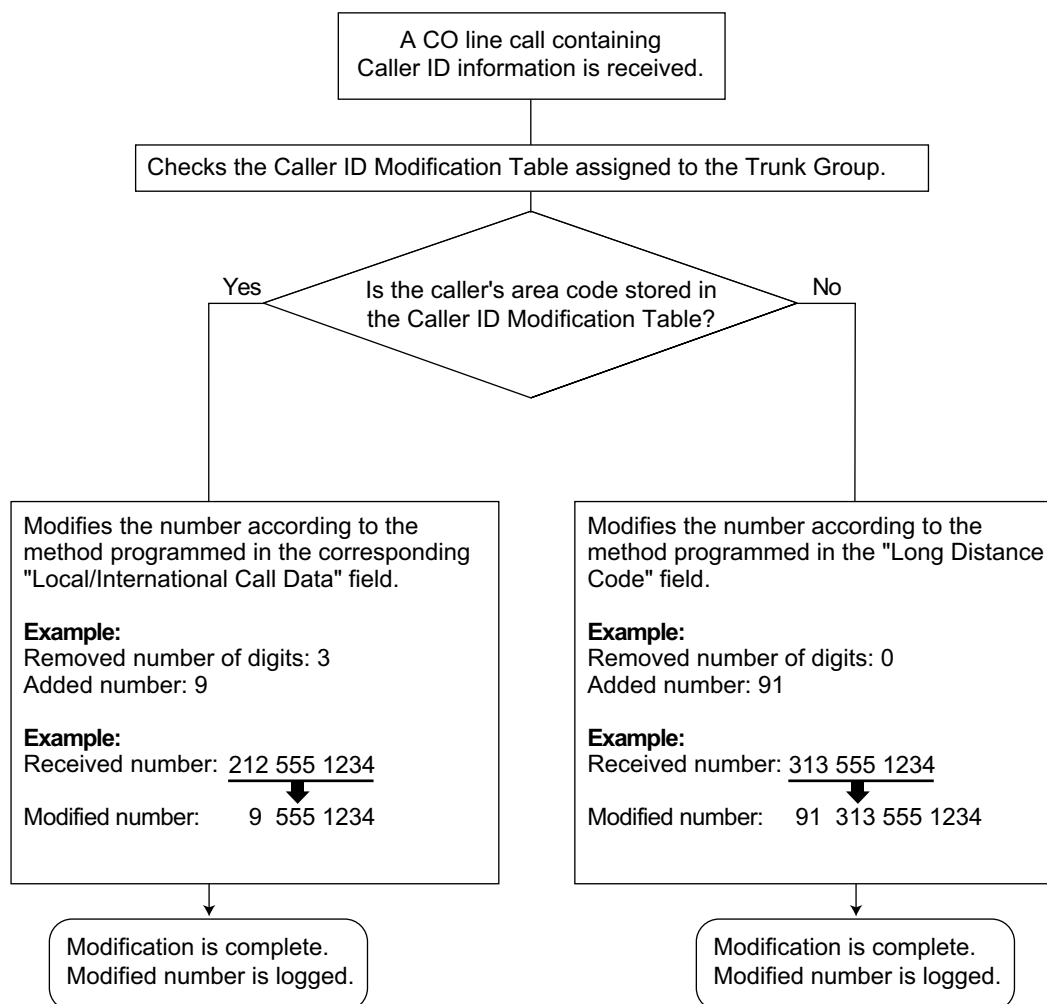 A CO line call containing
Caller ID information is received.
Checks the Caller ID Modification Table assigned to the Trunk Group.
Is the caller's area code stored in
the Caller ID Modification Table?
Yes
No
Modifies the number according to the
method programmed in the corresponding
"Local/International Call Data" field.
Example:
Removed number of digits: 3
Added number: 9
Example:
Received number: 212 555 1234
Modified number: 9 555 1234
Modification is complete.
Modified number is logged.
Modifies the number according to the
method programmed in the "Long Distance
Code" field.
Example:
Removed number of digits: 0
Added number: 91
Example:
Received number: 313 555 1234
Modified number: 91 313 555 1234
Modification is complete.
Modified number is logged.